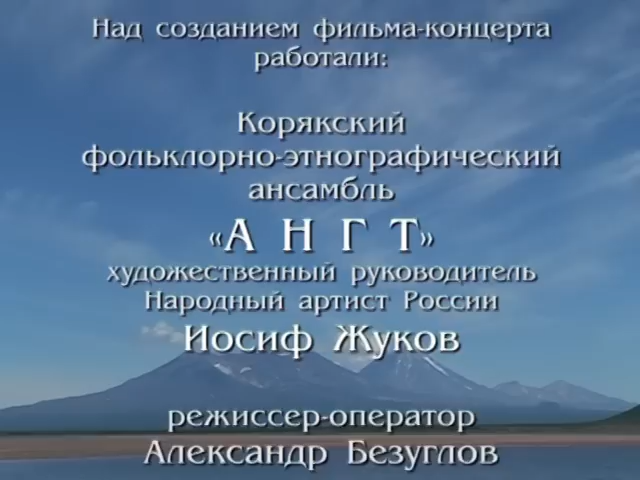 Над созданием фильма-концерта
работали:
Корякский
фольклорно-этнографический
ансамбль
«АНГТ»
художественный руководитель
Народный артист России
Иосиф Жуков
режиссер-оператор
Александр Безуглов